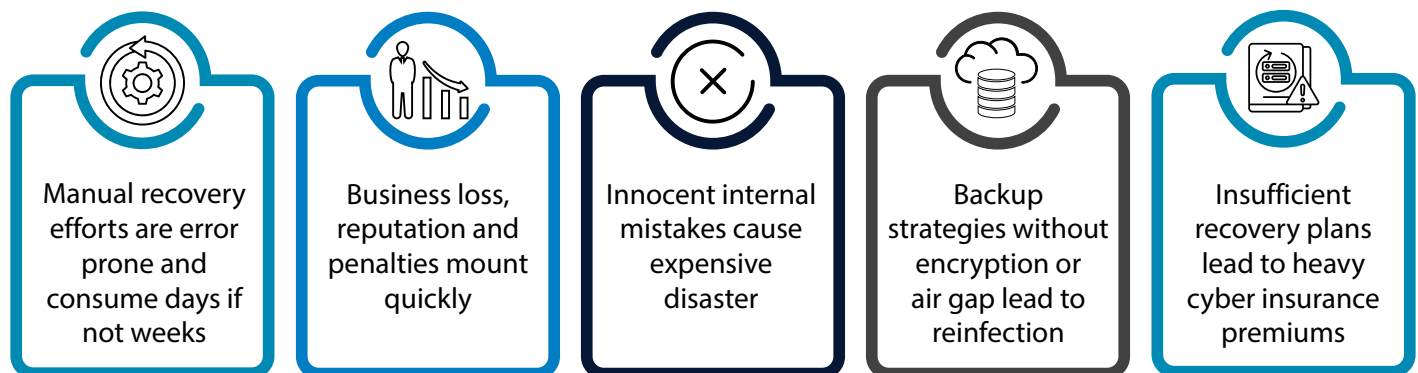 Manual recovery
efforts are error
prone and
consume days if
not weeks
Business loss,
reputation and
penalties mount
quickly
Innocent internal
mistakes cause
expensive
disaster
Backup
strategies without
encryption or
air gap lead to
reinfection
Insufficient
recovery plans
lead to heavy
cyber insurance
premiums